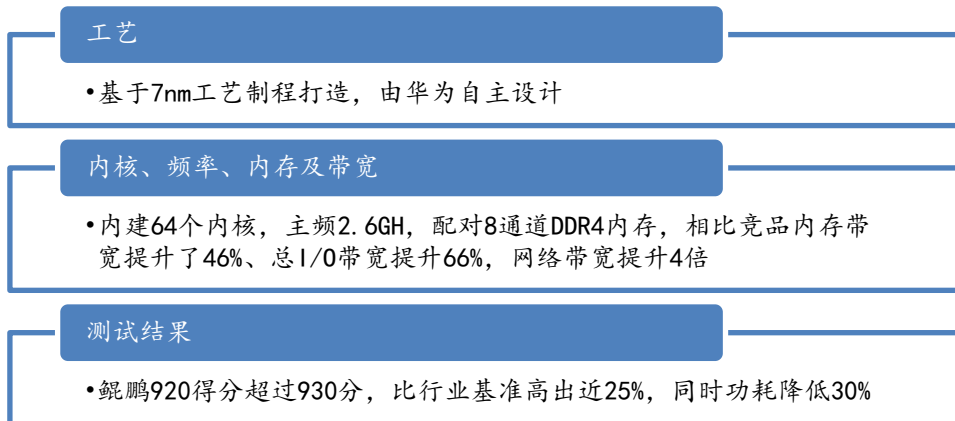 工艺
•基于7nm工艺制程打造，由华为自主设计
内核、频率、内存及带宽
•内建64个内核，主频2.6GH，配对8通道DDR4内存，相比竞品内存带
宽提升了46%、总I/O带宽提升66%，网络带宽提升4倍
测试结果
•鲲鹏920得分超过930分，比行业基准高出近25%，同时功耗降低30%